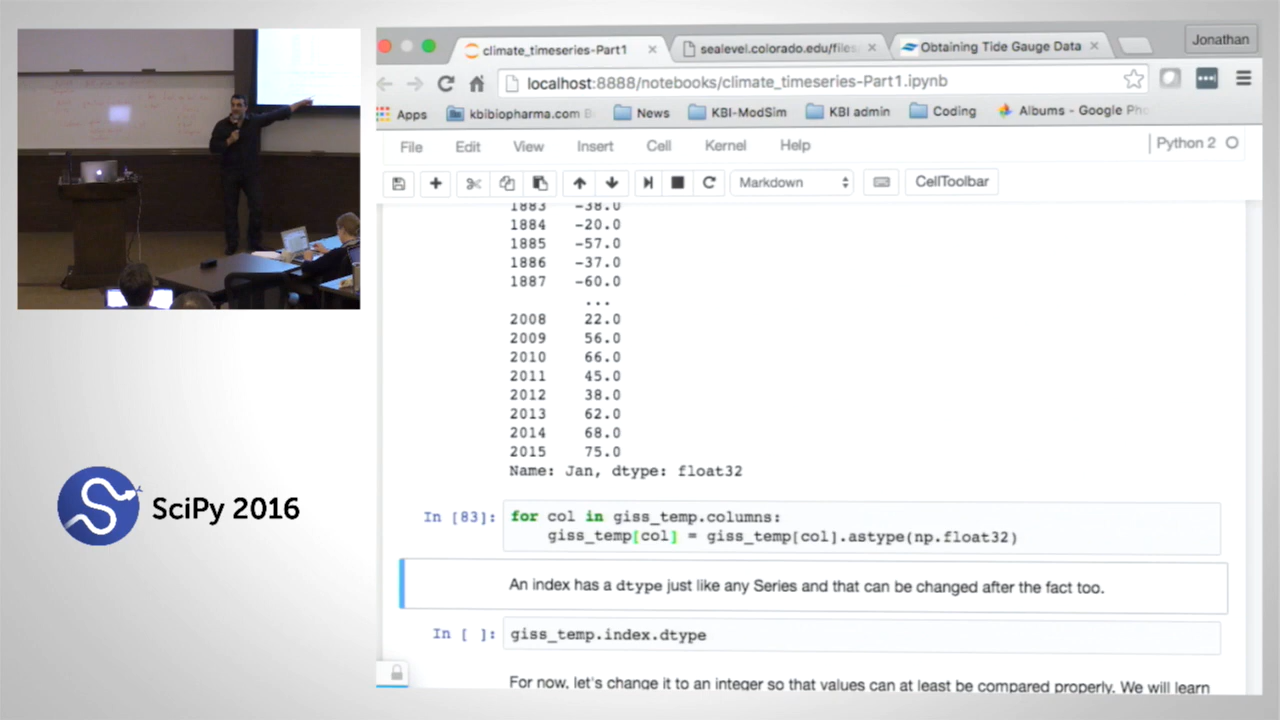 climate_timeseries-Part1
sealevel.colorado.edu/files
Obtaining Tide Gauge Data
Jonathan
localhost:8888/notebooks/climate_timeseries-Part1.ipynb
Apps
kbibiopharma.com
News
KBI-ModSim
KBI admin
Coding
Albums - Google Pho
File Edit View Insert Cell Kernel Help
Python 2
Markdown
CellToolbar
1883 -38.0
1884 -20.0
1885 -57.0
1886 -37.0
1887 -60.0
...
2008 22.0
2009 56.0
2010 66.0
2011 45.0
2012 38.0
2013 62.0
2014 68.0
2015 75.0
Name: Jan, dtype: float32
In [83]: for col in giss_temp.columns:
giss_temp[col] = giss_temp[col].astype(np.float32)
An index has a dtype just like any Series and that can be changed after the fact too.
In [ ]: giss_temp.index.dtype
For now, let's change it to an integer so that values can at least be compared properly. We will learn
SciPy 2016